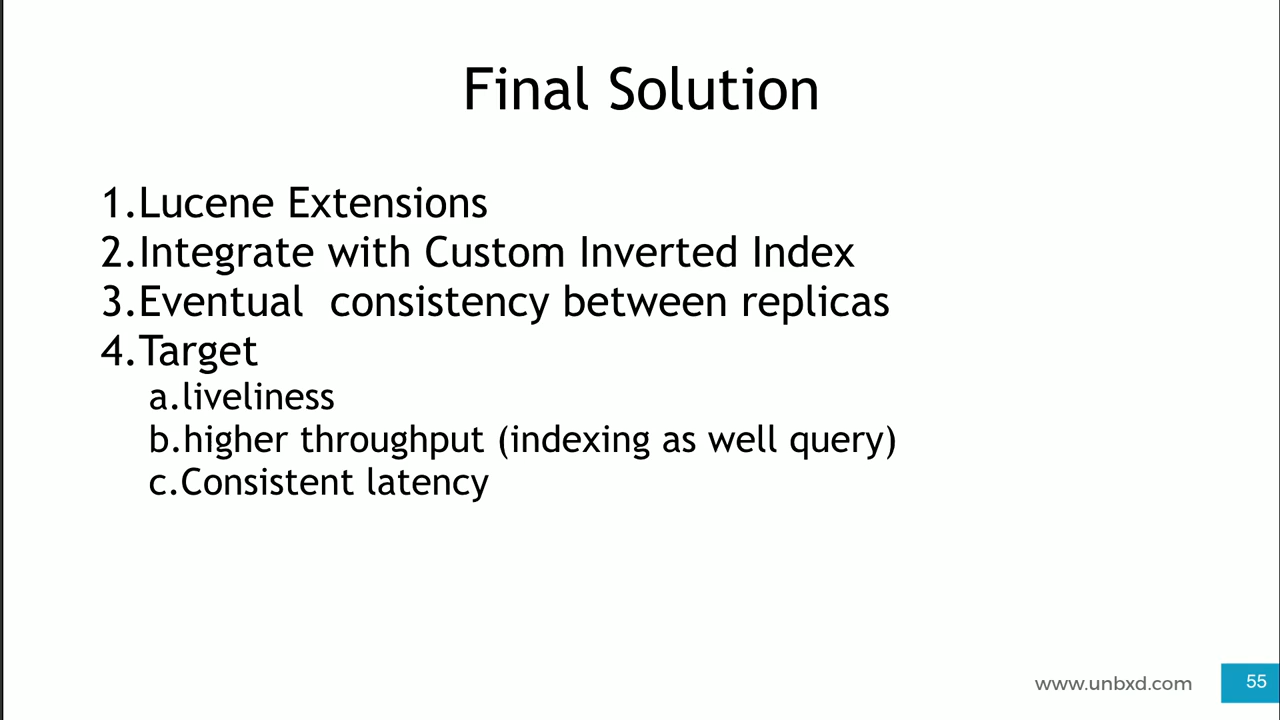 Final Solution
1.Lucene Extensions
2.Integrate with Custom Inverted Index
3.Eventual  consistency between replicas
4.Target
a.liveliness
b.higher throughput (indexing as well query)
c.Consistent latency
www.unbxd.com
55